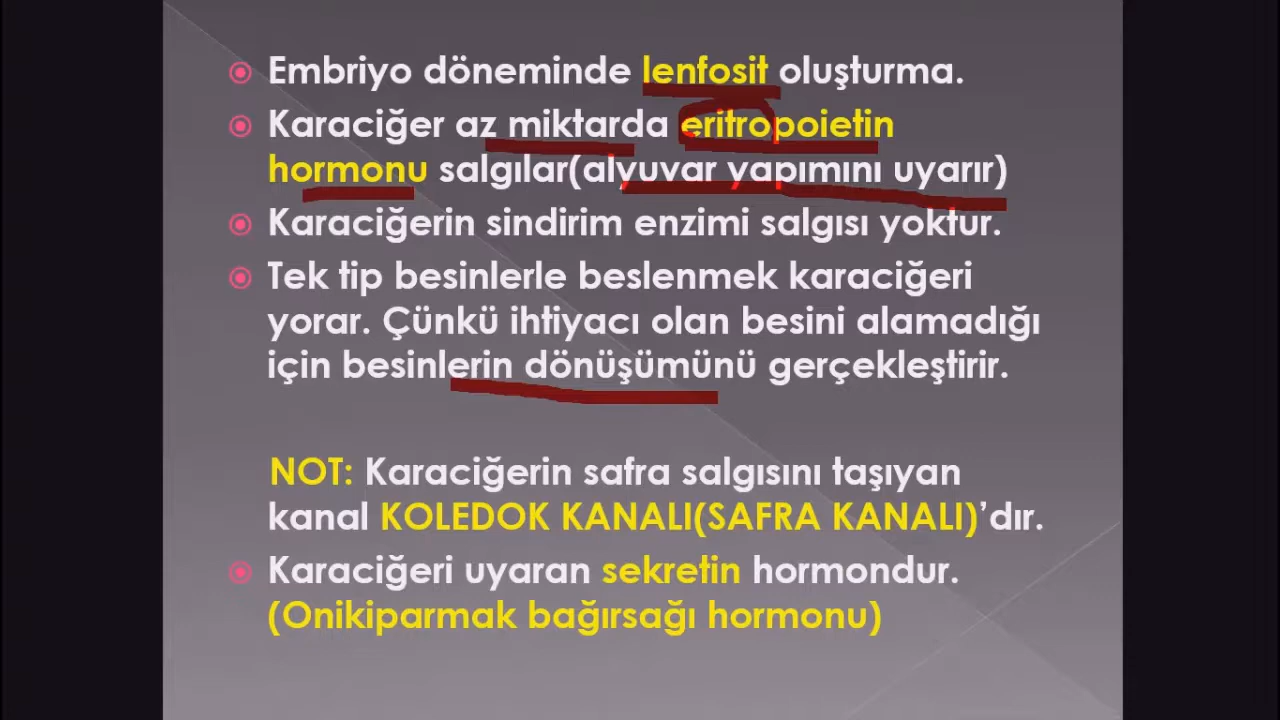 Embriyo döneminde lenfosit oluşturma.
Karaciğer az miktarda eritropoietin
hormonu salgılar(alyuvar yapımını uyarır)
Karaciğerin sindirim enzimi salgısı yoktur.
Tek tip besinlerle beslenmek karaciğeri
yorar. Çünkü ihtiyacı olan besini alamadığı
için besinlerin dönüşümünü gerçekleştirir.
NOT: Karaciğerin safra salgısını taşıyan
kanal KOLEDOK KANALI(SAFRA KANALI)’dır.
Karaciğeri uyaran sekretin hormondur.
(Onikiparmak bağırsağı hormonu)